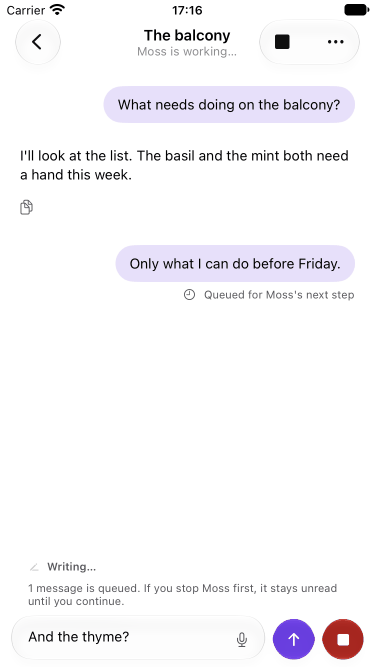 Carrier 17:16
The balcony
Moss is working...
What needs doing on the balcony?
I'll look at the list. The basil and the mint both need
a hand this week.
Only what I can do before Friday.
Queued for Moss's next step
Writing...
1 message is queued. If you stop Moss first, it stays unread
until you continue.
And the thyme?